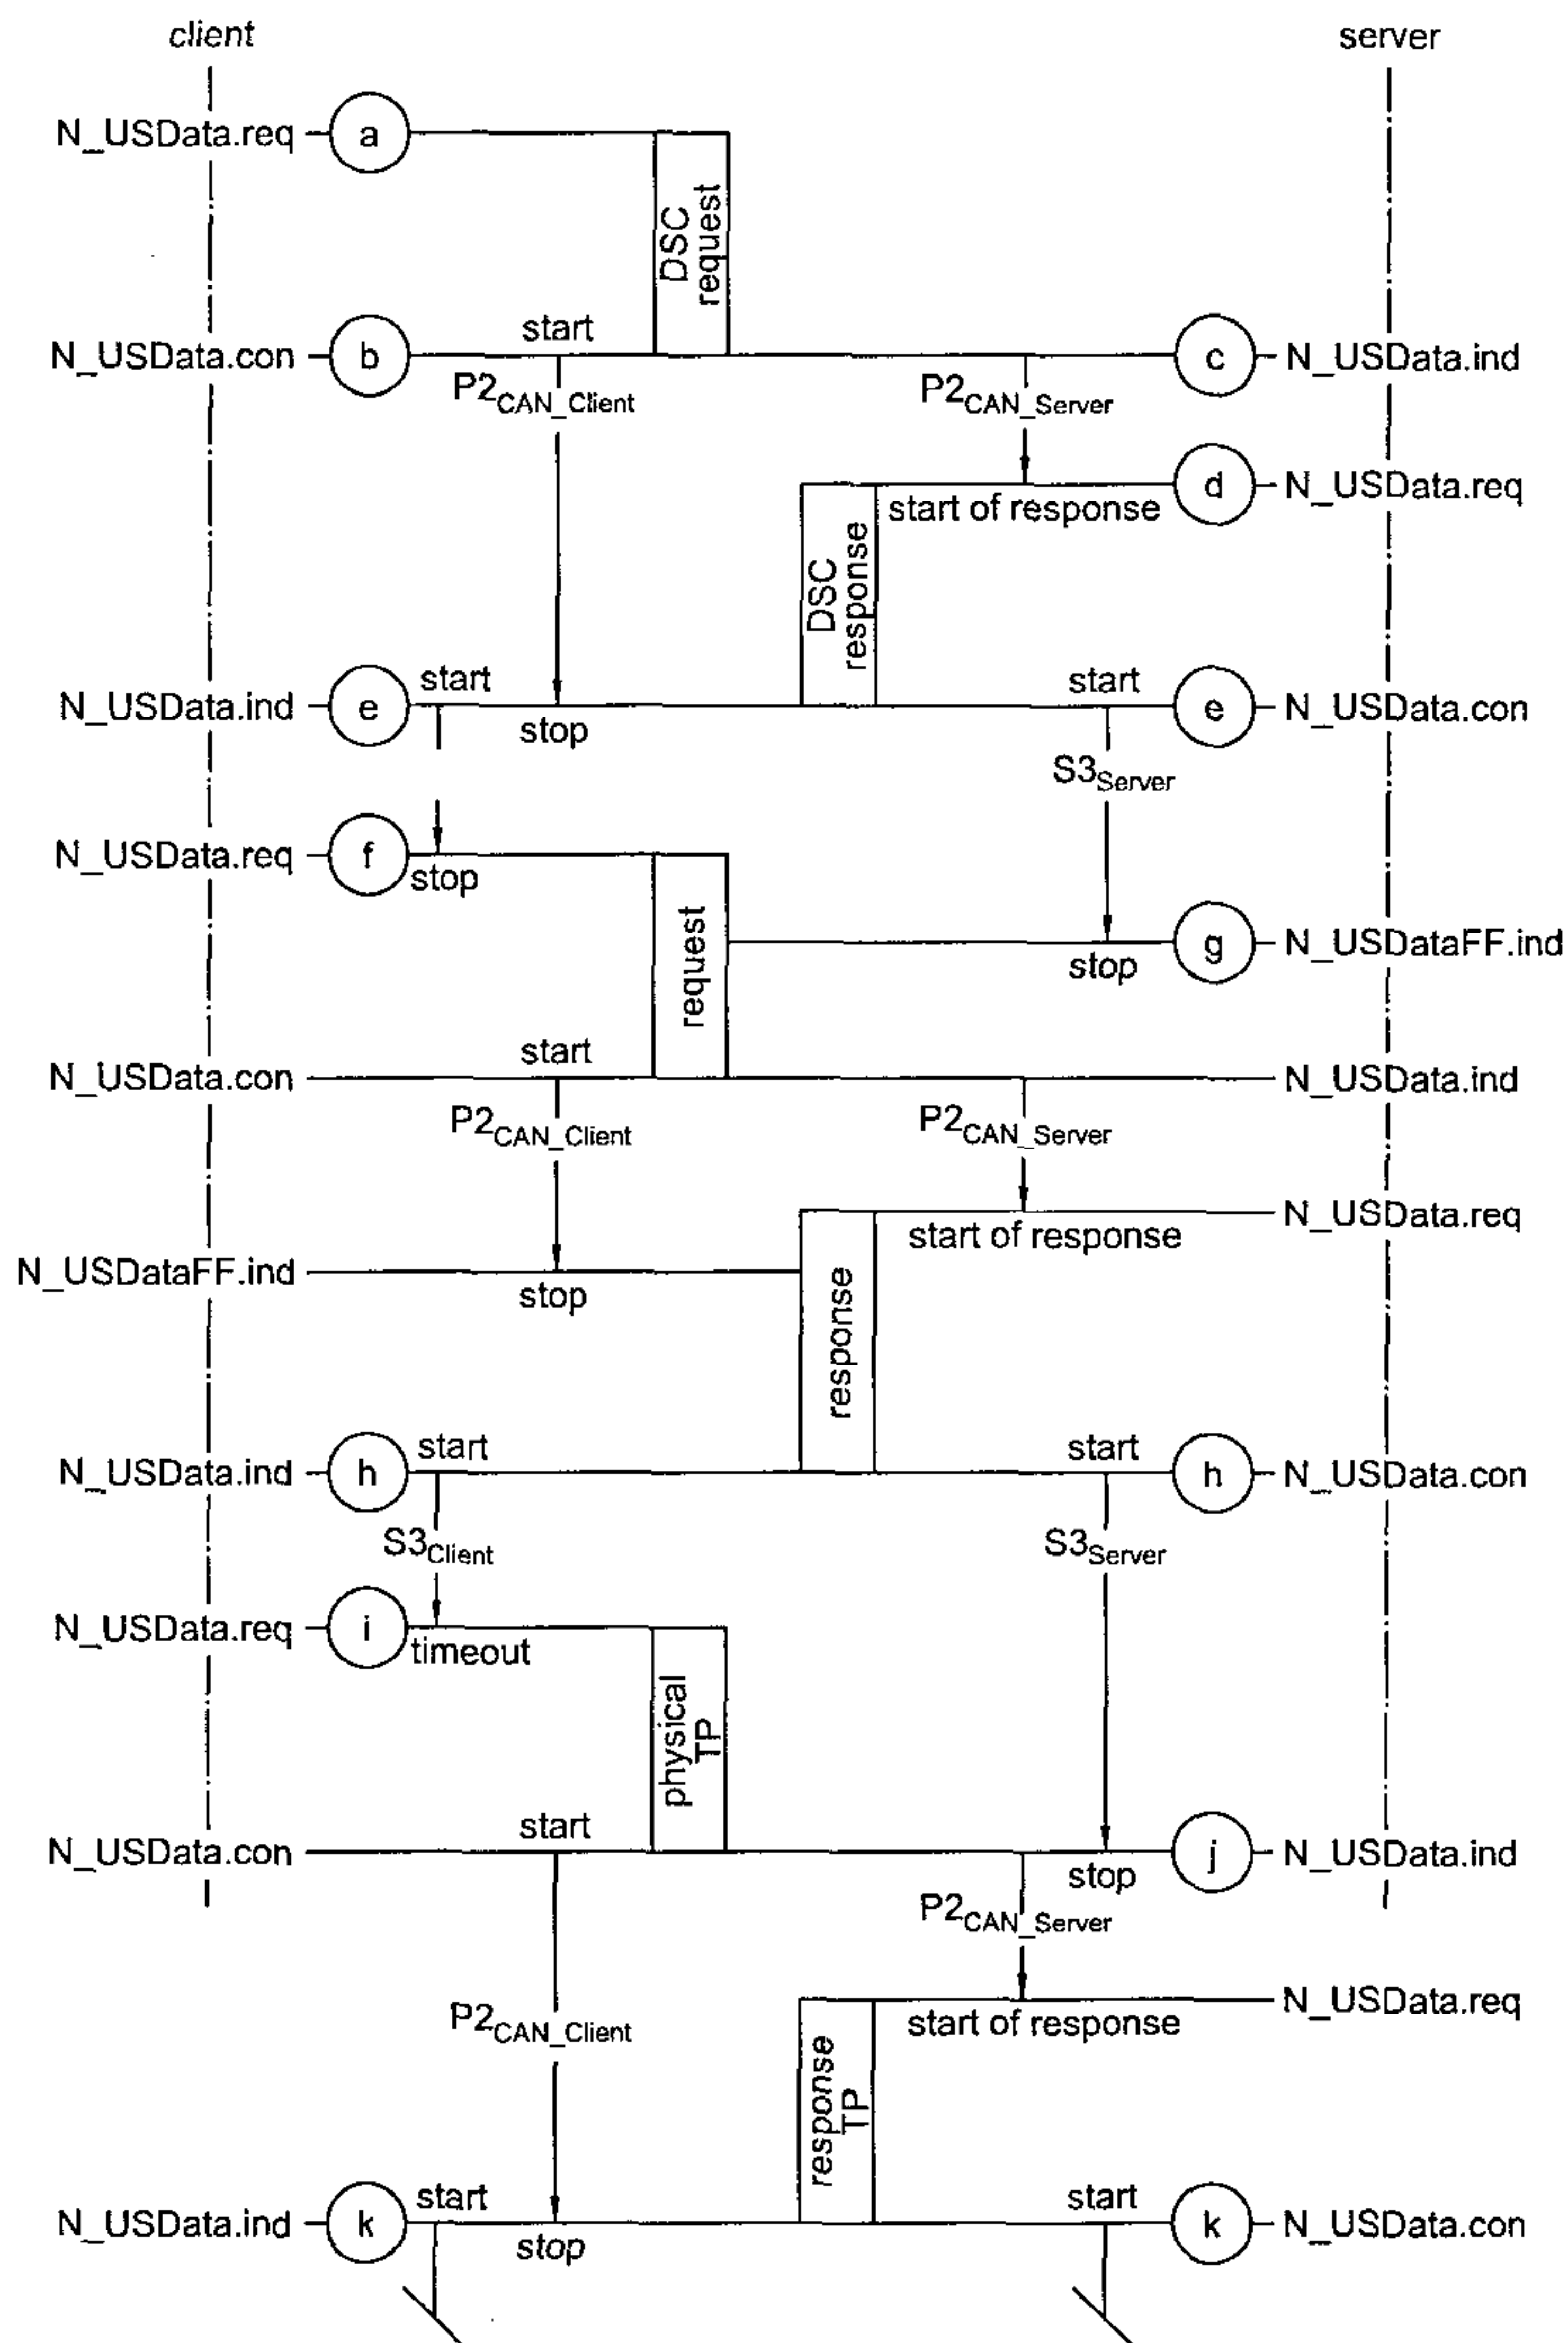 client
server
N_USData.req
a
DSC
request
N_USData.con
b
start
c
N_USData.ind
P2CAN_Client
P2CAN_Server
d
N_USData.req
start of response
DSC
response
N_USData.ind
e
start
stop
start
e
N_USData.con
S3Server
N_USData.req
f
stop
request
g
N_USDataFF.ind
stop
N_USData.con
start
N_USData.ind
P2CAN_Client
P2CAN_Server
N_USData.req
start of response
N_USDataFF.ind
stop
response
N_USData.ind
h
start
start
h
N_USData.con
S3Client
S3Server
N_USData.req
i
timeout
physical
TP
N_USData.con
start
stop
j
N_USData.ind
P2CAN_Server
P2CAN_Client
N_USData.req
start of response
response
TP
N_USData.ind
k
start
stop
start
k
N_USData.con